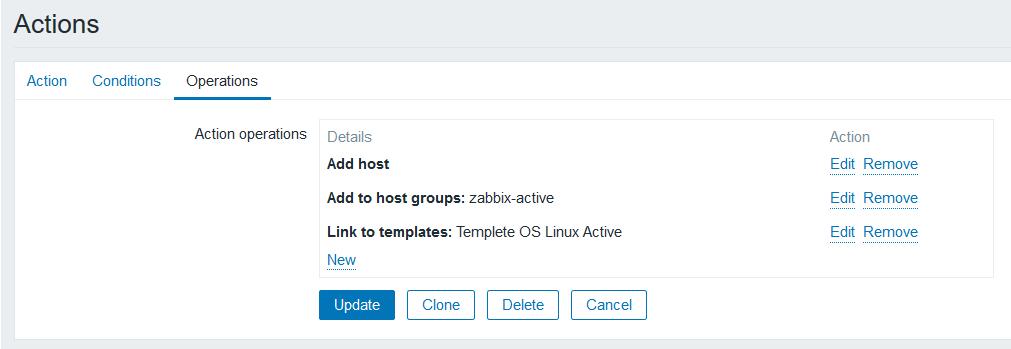 Actions
Action Conditions Operations
Action operations
Details Action
Add host Edit Remove
Add to host groups: zabbix-active Edit Remove
Link to templates: Templete OS Linux Active Edit Remove
New
Update Clone Delete Cancel